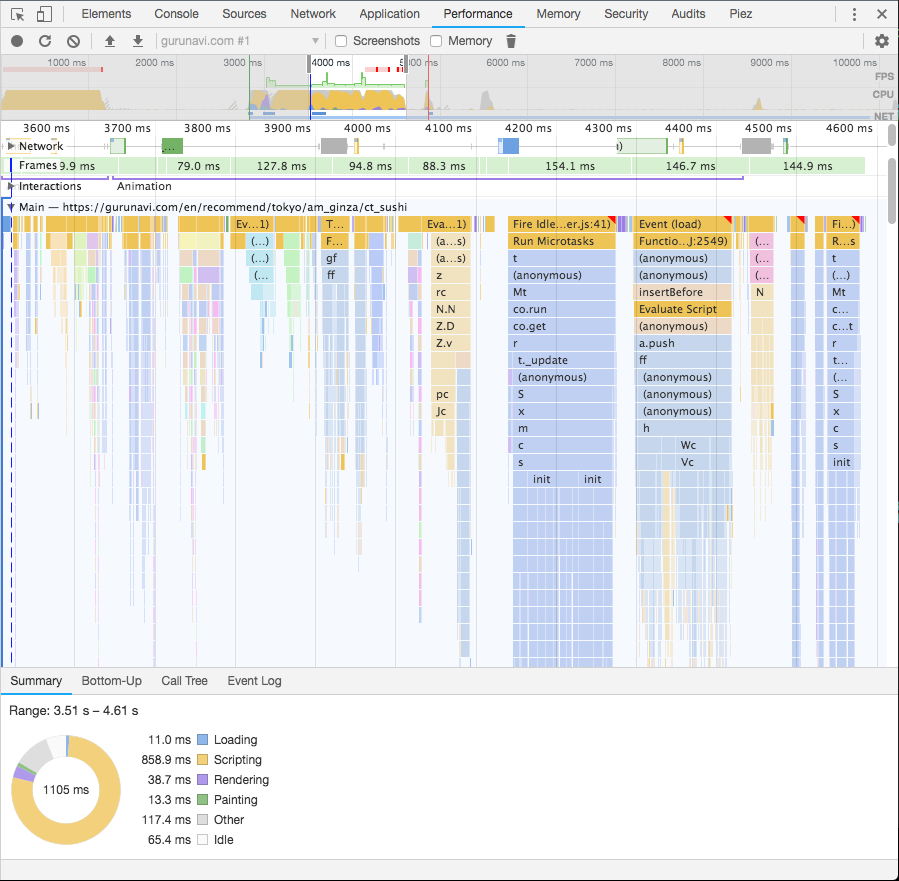 Elements Console Sources Network Application Performance Memory Security Audits Piez
gurunavi.com #1 Screenshots Memory
1000 ms 2000 ms 3000 ms 4000 ms 5 ms 6000 ms 7000 ms 8000 ms 9000 ms 10000 ms
FPS
CPU
NET
3600 ms 3700 ms 3800 ms 3900 ms 4000 ms 4100 ms 4200 ms 4300 ms 4400 ms 4500 ms 4600 ms
Network ...
Frames 9.9 ms 79.0 ms 127.8 ms 94.8 ms 88.3 ms 154.1 ms 146.7 ms 144.9 ms
Interactions Animation
Main — https://gurunavi.com/en/recommend/tokyo/am_ginza/ct_sushi
Ev...1) T... Eva...1) Fire Idle...er.js:41) Event (load) Fi...)
(...) F... (a...s) Run Microtasks Functio...J:2549) (... R...s
(...) gf (a...s) t (anonymous) (... t
(... ff z (anonymous) (anonymous) (... (...)
rc Mt insertBefore N Mt
N.N co.run Evaluate Script c...
Z.D co.get (anonymous) c...t
Z.v r a.push r
t._update ff t...
(anonymous) (anonymous) (...
pc S (anonymous) S
Jc x (anonymous) x
m h c
c Wc s
s Vc init
init init
Summary Bottom-Up Call Tree Event Log
Range: 3.51 s – 4.61 s
11.0 ms Loading
858.9 ms Scripting
38.7 ms Rendering
1105 ms
13.3 ms Painting
117.4 ms Other
65.4 ms Idle